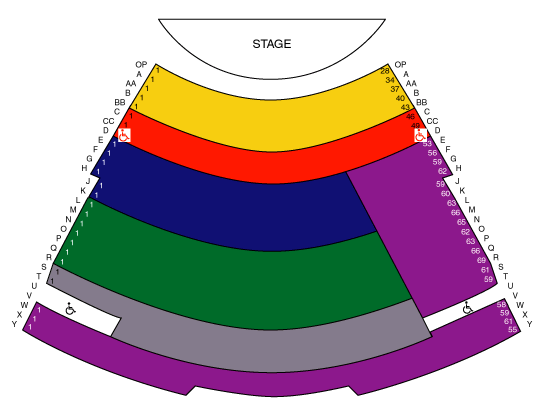 STAGE
OP 1 28 OP
A 1 34 A
AA 1 37 AA
B 1 40 B
BB 1 43 BB
C 1 46 C
CC 1 49 CC
D D
E 1 53 E
F 1 56 F
G 1 59 G
H 1 62 H
J 1 59 J
K 1 60 K
L 1 63 L
M 1 66 M
N 1 65 N
O 1 62 O
P 1 63 P
Q 1 66 Q
R 1 69 R
S 1 61 S
T 1 59 T
U U
V 1 58 V
W 1 59 W
X 1 61 X
Y 1 55 Y